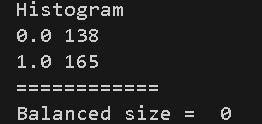 Histogram
0.0 138
1.0 165
============
Balanced size =  0